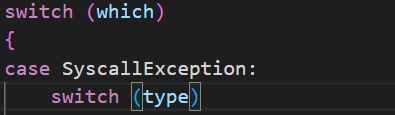 switch (which)
{
case SyscallException:
    switch (type)